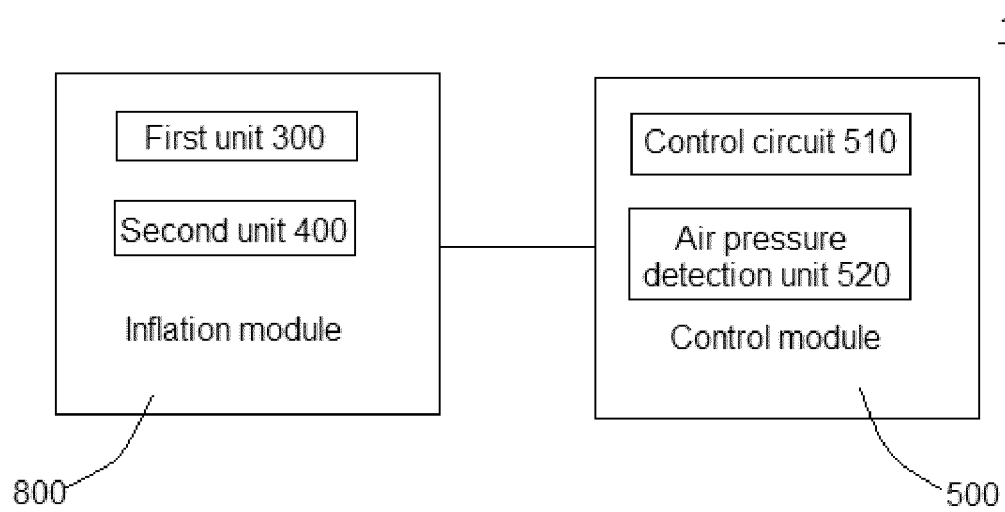 First unit 300
Second unit 400
Inflation module
Control circuit 510
Air pressure
detection unit 520
Control module
800
500